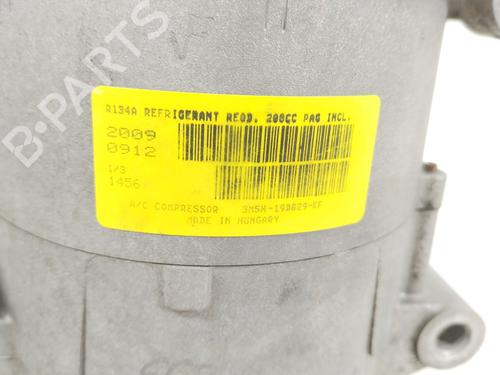 R134A REFRIGERANT REQD, 200CC PAG INCL.
2009
0912
1/3
1456
A/C COMPRESSOR 3M5H-19D629-KF
MADE IN HUNGARY
B-PARTS